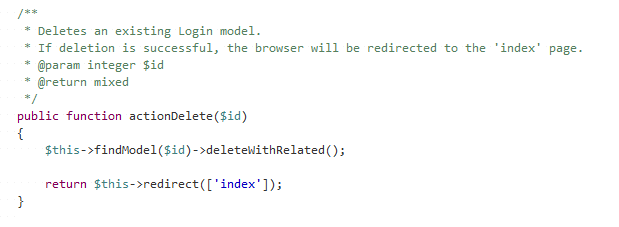 /**
 * Deletes an existing Login model.
 * If deletion is successful, the browser will be redirected to the 'index' page.
 * @param integer $id
 * @return mixed
 */
public function actionDelete($id)
{
    $this->findModel($id)->deleteWithRelated();

    return $this->redirect(['index']);
}